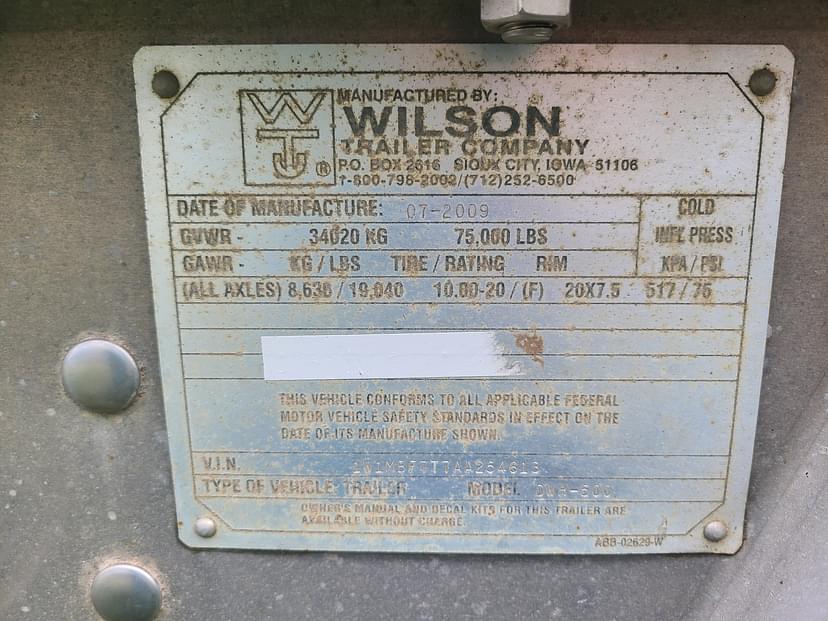 WT ®
MANUFACTURED BY:
WILSON
TRAILER COMPANY
P.O. BOX 2616 SIOUX CITY, IOWA 51106
1-800-798-2002/(712)252-6500
DATE OF MANUFACTURE: 07-2009 COLD
GVWR - 34020 KG 75,000 LBS INFL PRESS
GAWR - KG / LBS TIRE / RATING RIM KPA / PSI
(ALL AXLES) 8,636 / 19,040 10.00-20 / (F) 20X7.5 517 / 75
THIS VEHICLE CONFORMS TO ALL APPLICABLE FEDERAL
MOTOR VEHICLE SAFETY STANDARDS IN EFFECT ON THE
DATE OF ITS MANUFACTURE SHOWN.
V.I.N.
TYPE OF VEHICLE: TRAILER MODEL
OWNER'S MANUAL AND DECAL KITS FOR THIS TRAILER ARE
AVAILABLE WITHOUT CHARGE.
ABB-02629-W